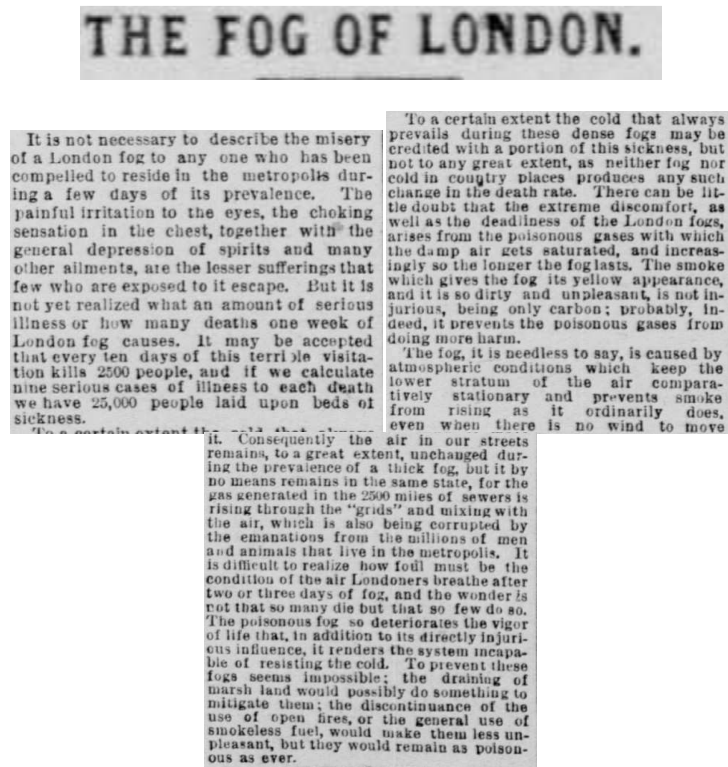 THE FOG OF LONDON.
It is not necessary to describe the misery
of a London fog to any one who has been
compelled to reside in the metropolis dur-
ing a few days of its prevalence. The
painful irritation to the eyes, the choking
sensation in the chest, together with the
general depression of spirits and many
other ailments, are the lesser sufferings that
few who are exposed to it escape. But it is
not yet realized what an amount of serious
illness or how many deaths one week of
London fog causes. It may be accepted
that every ten days of this terrible visita-
tion kills 2500 people, and if we calculate
nine serious cases of illness to each death
we have 25,000 people laid upon beds of
sickness.
To a certain extent the cold that always
prevails during these dense fogs may be
credited with a portion of this sickness, but
not to any great extent, as neither fog nor
cold in country places produces any such
change in the death rate. There can be lit-
tle doubt that the extreme discomfort, as
well as the deadliness of the London fogs,
arises from the poisonous gases with which
the damp air gets saturated, and increas-
ingly so the longer the fog lasts. The smoke
which gives the fog its yellow appearance,
and it is so dirty and unpleasant, is not in-
jurious, being only carbon; probably, in-
deed, it prevents the poisonous gases from
doing more harm.
The fog, it is needless to say, is caused by
atmospheric conditions which keep the
lower stratum of the air compara-
tively stationary and prevents smoke
from rising as it ordinarily does,
even when there is no wind to move
it. Consequently the air in our streets
remains, to a great extent, unchanged dur-
ing the prevalence of a thick fog, but it by
no means remains in the same state, for the
gas generated in the 2500 miles of sewers is
rising through the "grids" and mixing with
the air, which is also being corrupted by
the emanations from the millions of men
and animals that live in the metropolis. It
is difficult to realize how foul must be the
condition of the air Londoners breathe after
two or three days of fog, and the wonder is
not that so many die but that so few do so.
The poisonous fog so deteriorates the vigor
of life that, in addition to its directly injuri-
ous influence, it renders the system incapa-
ble of resisting the cold. To prevent these
fogs seems impossible; the draining of
marsh land would possibly do something to
mitigate them; the discontinuance of the
use of open fires, or the general use of
smokeless fuel, would make them less un-
pleasant, but they would remain as poison-
ous as ever.